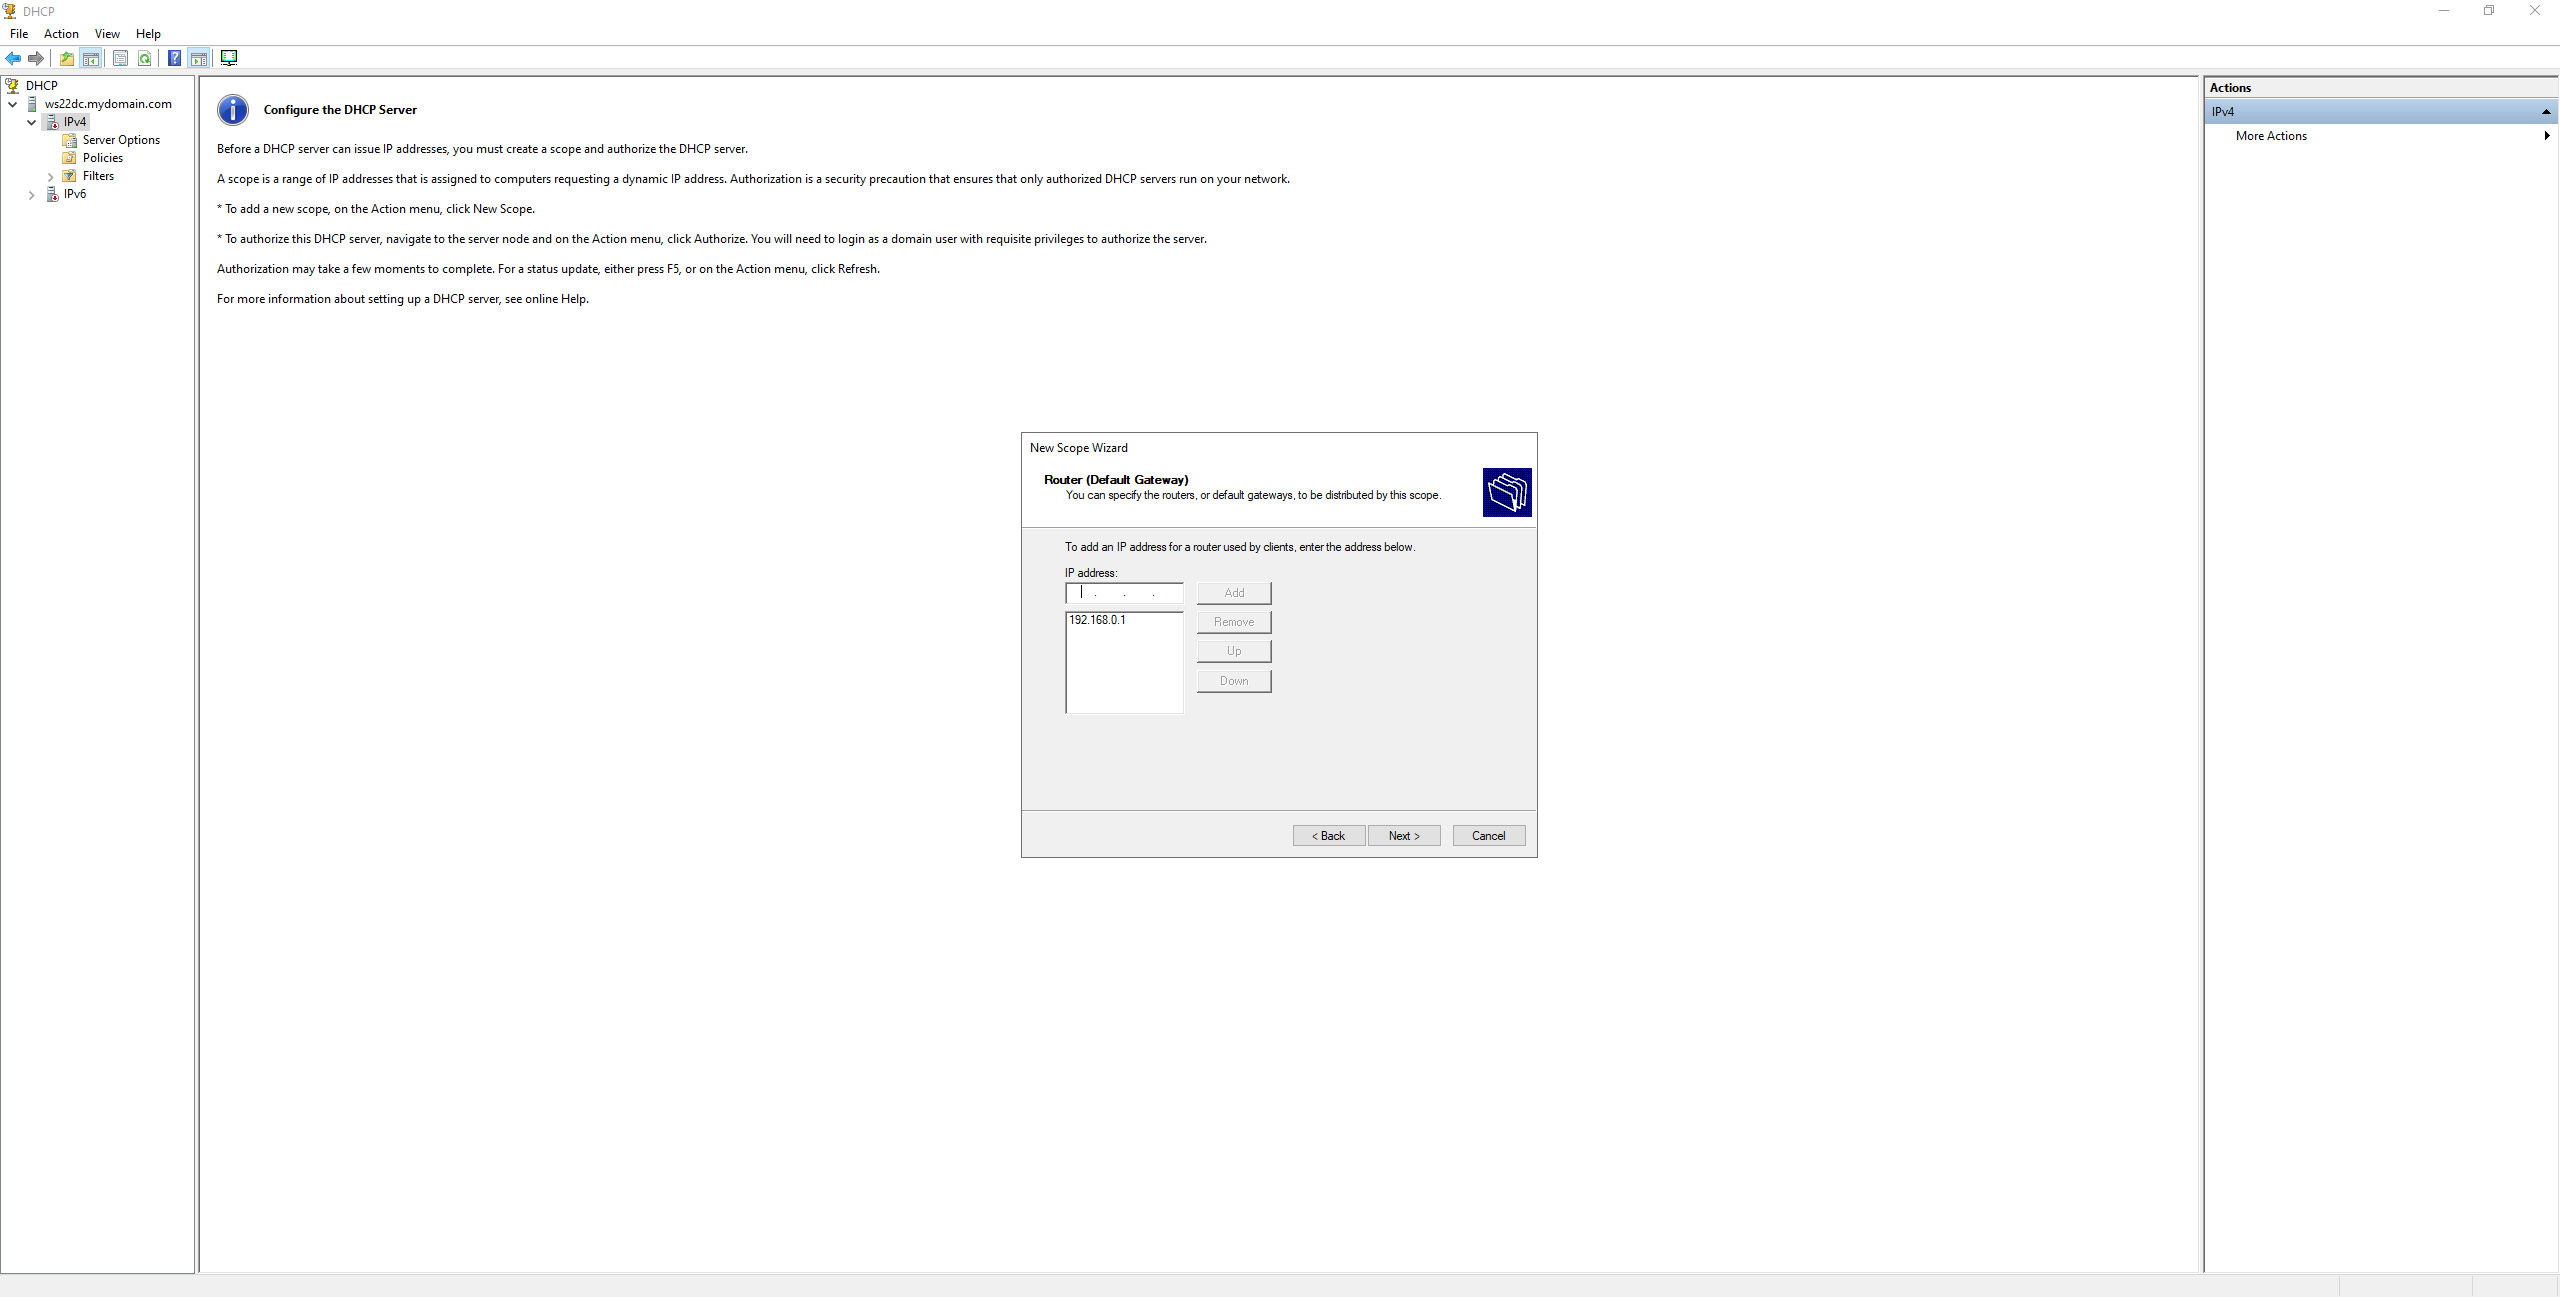 DHCP
File Action View Help
DHCP
ws22dc.mydomain.com
IPv4
Server Options
Policies
Filters
IPv6
Configure the DHCP Server
Before a DHCP server can issue IP addresses, you must create a scope and authorize the DHCP server.
A scope is a range of IP addresses that is assigned to computers requesting a dynamic IP address. Authorization is a security precaution that ensures that only authorized DHCP servers run on your network.
* To add a new scope, on the Action menu, click New Scope.
* To authorize this DHCP server, navigate to the server node and on the Action menu, click Authorize. You will need to login as a domain user with requisite privileges to authorize the server.
Authorization may take a few moments to complete. For a status update, either press F5, or on the Action menu, click Refresh.
For more information about setting up a DHCP server, see online Help.
New Scope Wizard
Router (Default Gateway)
You can specify the routers, or default gateways, to be distributed by this scope.
To add an IP address for a router used by clients, enter the address below.
IP address:
. . .
Add
192.168.0.1
Remove
Up
Down
< Back Next > Cancel
Actions
IPv4
More Actions